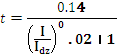 t = 0.14 / (I / I_dz)^0 .02 − 1